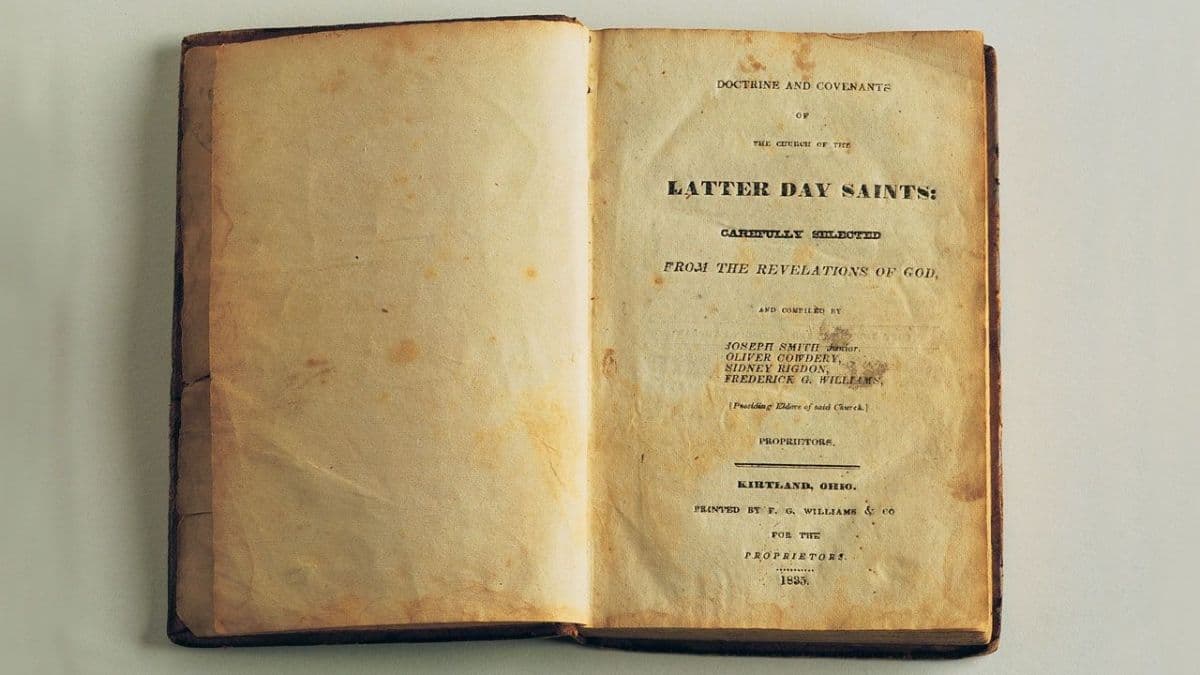 DOCTRINE AND COVENANTS
OF
THE CHURCH OF THE
LATTER DAY SAINTS:
CAREFULLY SELECTED
FROM THE REVELATIONS OF GOD,
AND COMPILED BY
JOSEPH SMITH Junior.
OLIVER COWDERY,
SIDNEY RIGDON,
FREDERICK G. WILLIAMS,
[Presiding Elders of said Church.]
PROPRIETORS.
KIRTLAND, OHIO.
PRINTED BY F. G. WILLIAMS & CO
FOR THE
PROPRIETORS.
1835.